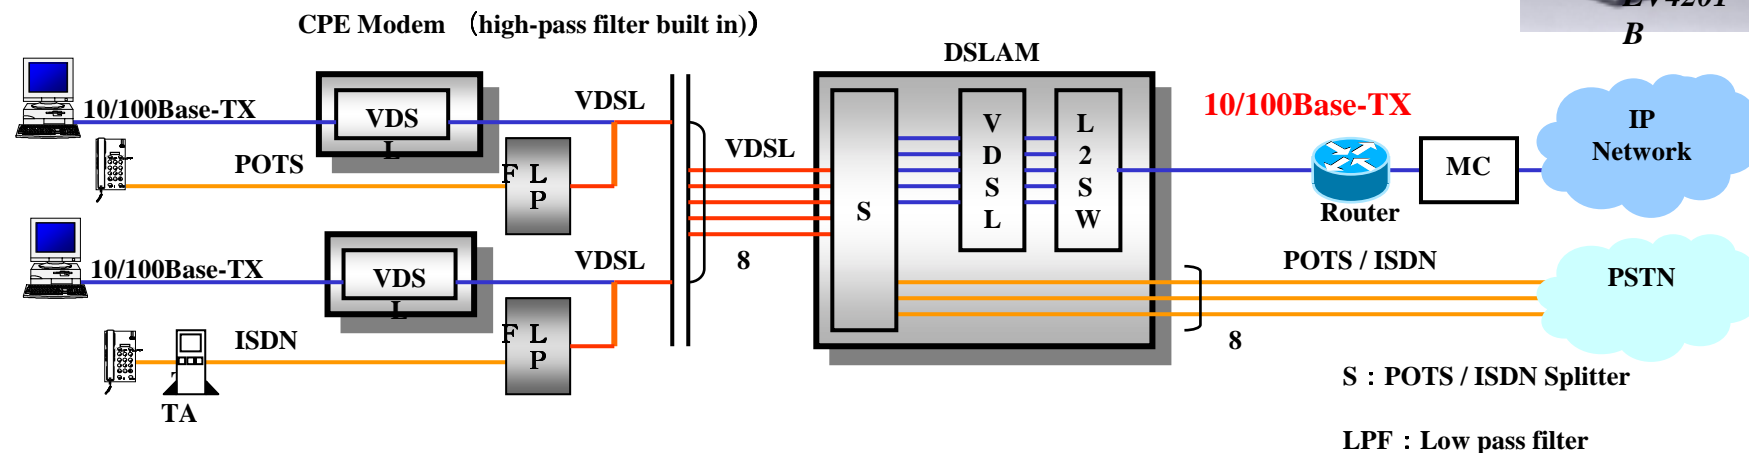 CPE Modem （high-pass filter built in)）
EV4201
B
DSLAM
10/100Base-TX
VDS
L
VDSL
POTS
F L
P
VDSL
S
V
D
S
L
L
2
S
W
10/100Base-TX
Router
MC
IP
Network
10/100Base-TX
VDS
L
VDSL
8
ISDN
F L
P
TA
POTS / ISDN
8
PSTN
S：POTS / ISDN Splitter
LPF：Low pass filter